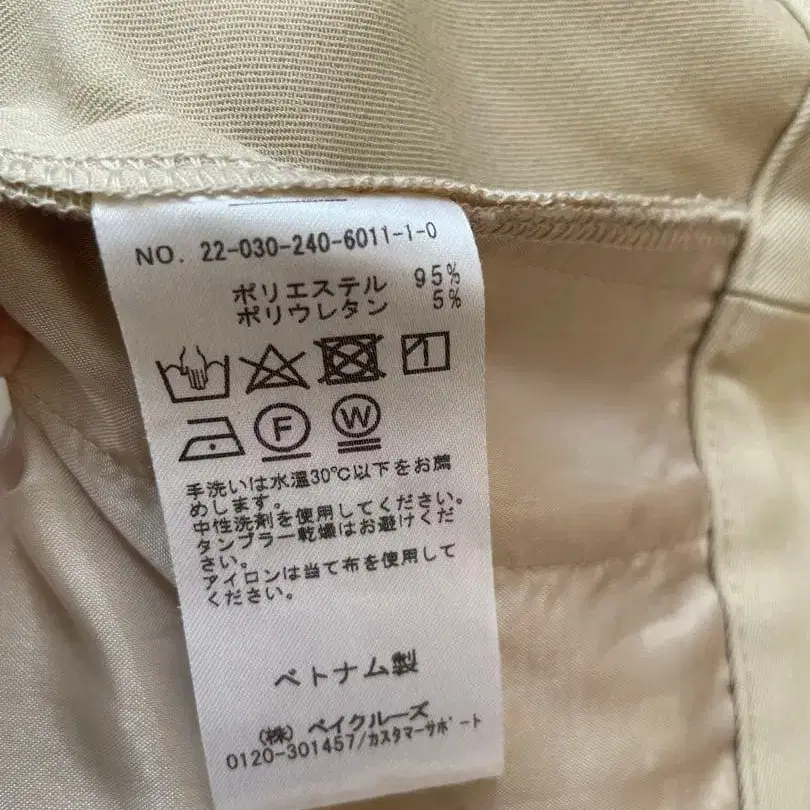 NO. 22-030-240-6011-1-0
ポリエステル 95%
ポリウレタン 5%
F W
手洗いは水温30℃以下をお薦
めします。
中性洗剤を使用してください。
タンブラー乾燥はお避けくだ
さい。
アイロンは当て布を使用して
ください。
ベトナム製
(株) ベイクルーズ
0120-301457/カスタマーサポート